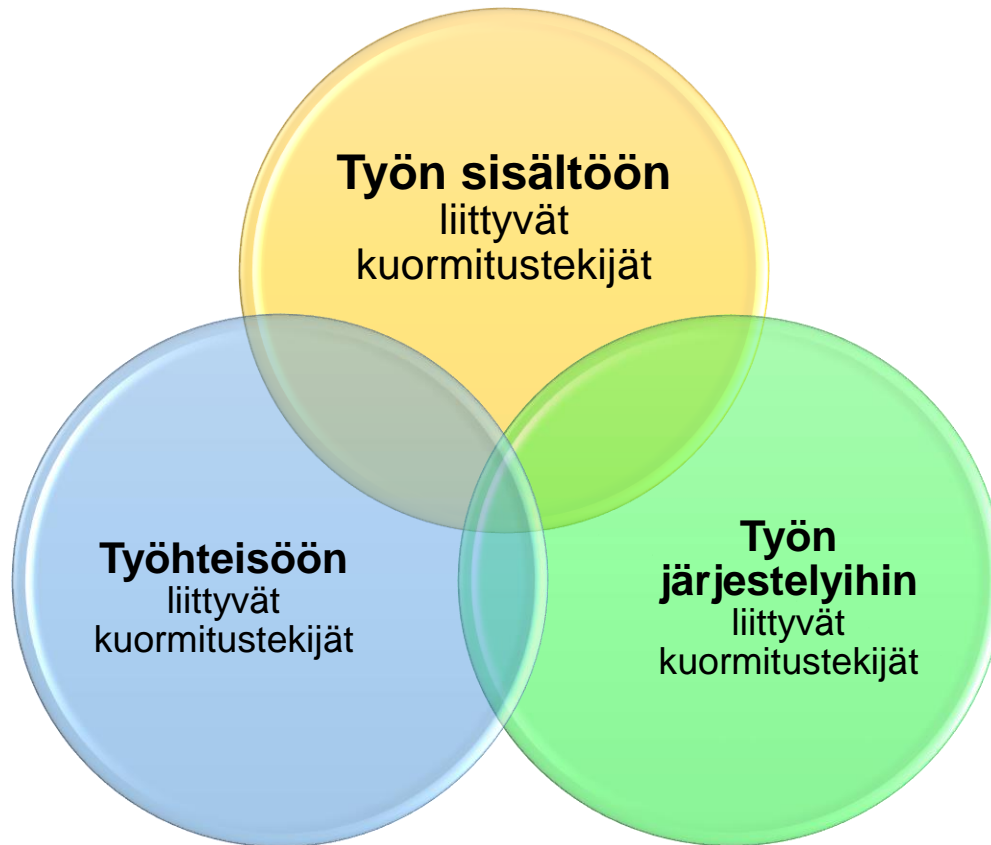 Työn sisältöön
liittyvät
kuormitustekijät
Työhteisöön
liittyvät
kuormitustekijät
Työn
järjestelyihin
liittyvät
kuormitustekijät